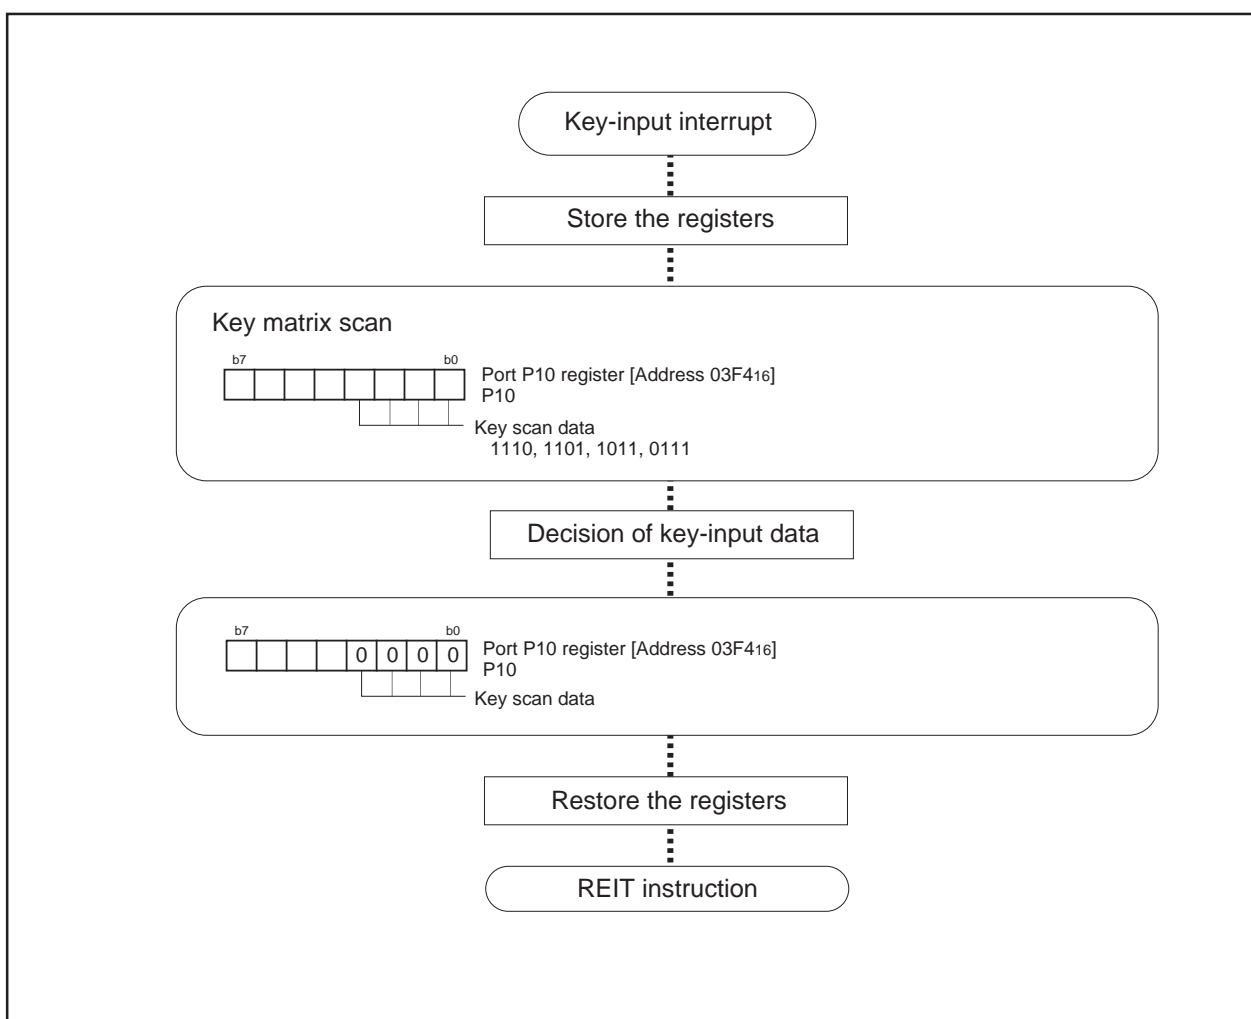 Key-input interrupt
Store the registers
Key matrix scan
b7 b0
Port P10 register [Address 03F416]
P10
Key scan data
1110, 1101, 1011, 0111
Decision of key-input data
b7 b0
0 0 0 0
Port P10 register [Address 03F416]
P10
Key scan data
Restore the registers
REIT instruction